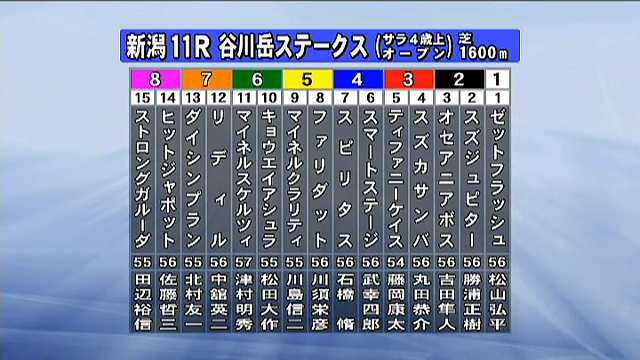 新潟11R 谷川岳ステークス (サラ4歳上オープン) 芝1600m
8 7 6 5 4 3 2 1
15 14 13 12 11 10 9 8 7 6 5 4 3 2 1
ゼットフラッシュ
スズジュピター
オセアニアボス
スズカサンバ
ティファニーケイス
スマートステージ
スピリタス
ファリダット
マイネルクラリティ
キョウエイアシュラ
マイネルスケルツィ
リディル
ダイシンプラン
ヒットジャポット
ストロングガルーダ
55 56 55 56 57 55 55 56 56 56 54 56 56 56 56
松山弘平
勝浦正樹
吉田隼人
丸田恭介
藤岡康太
武幸四郎
石橋脩
川須栄彦
川島信二
松田大作
津村明秀
中舘英二
北村友一
佐藤哲三
田辺裕信